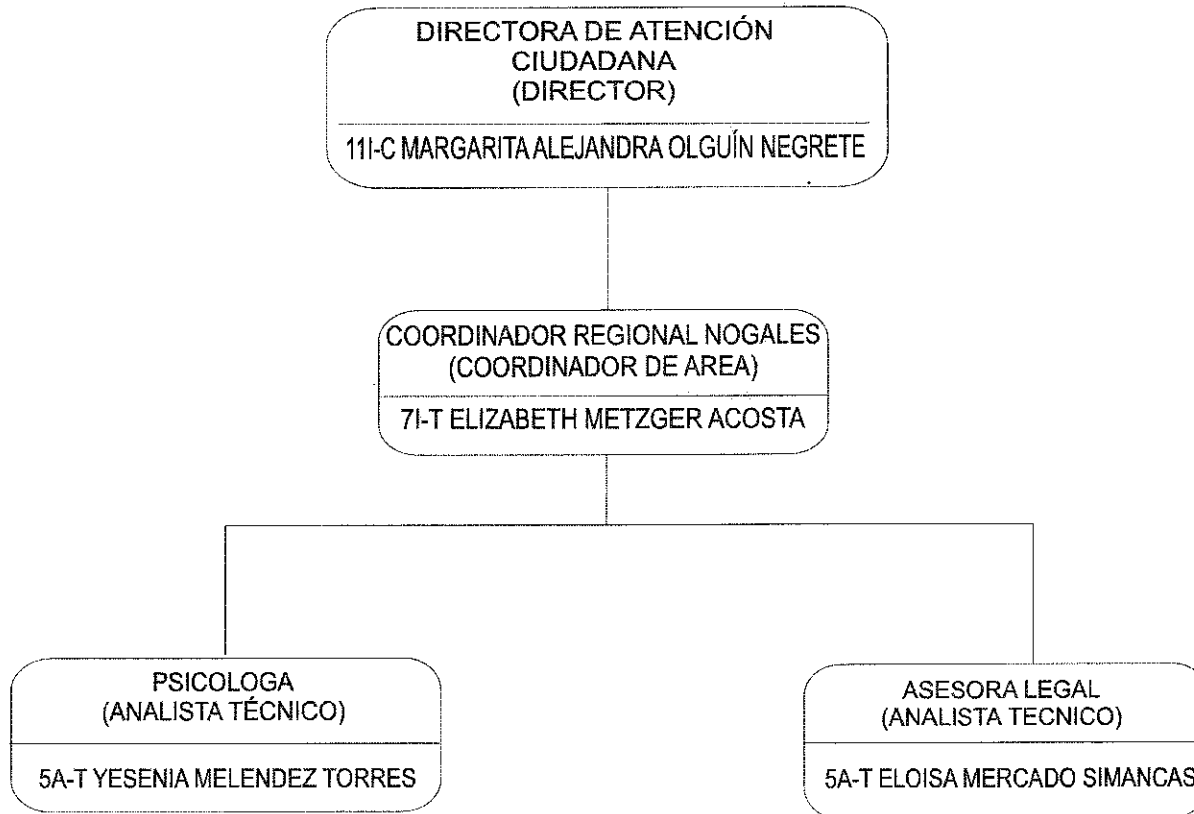 DIRECTORA DE ATENCIÓN
CIUDADANA
(DIRECTOR)
11I-C MARGARITA ALEJANDRA OLGUÍN NEGRETE
COORDINADOR REGIONAL NOGALES
(COORDINADOR DE AREA)
7I-T ELIZABETH METZGER ACOSTA
PSICOLOGA
(ANALISTA TÉCNICO)
5A-T YESENIA MELENDEZ TORRES
ASESORA LEGAL
(ANALISTA TECNICO)
5A-T ELOISA MERCADO SIMANCAS